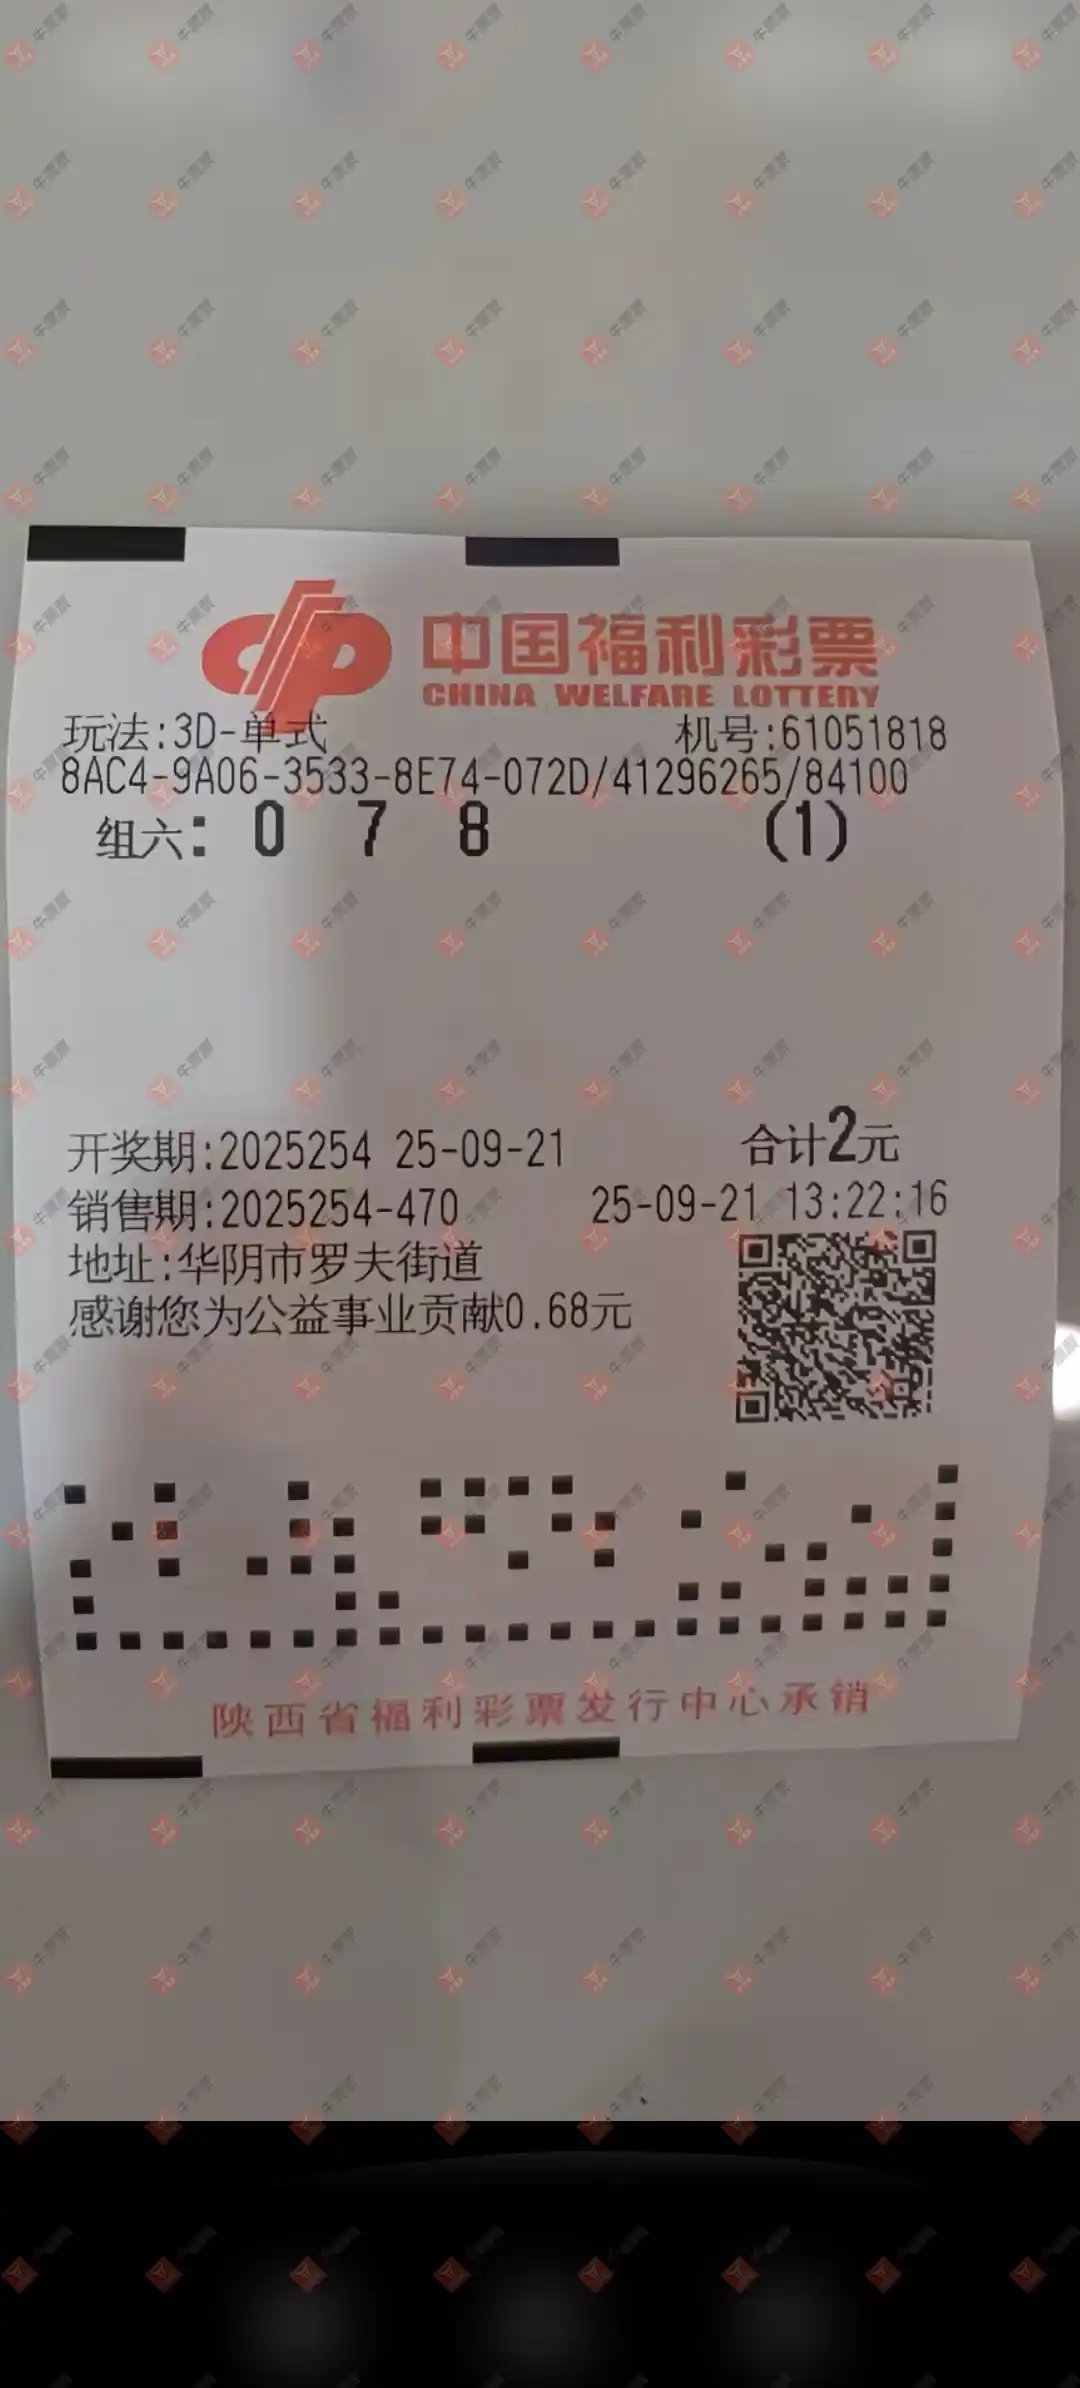 中国福利彩票
CHINA WELFARE LOTTERY
玩法:3D-单式 机号:61051818
8AC4-9A06-3533-8E74-072D/41296265/84100
组六: 0 7 8 (1)
开奖期:2025254 25-09-21 合计2元
销售期:2025254-470 25-09-21 13:22:16
地址:华阴市罗夫街道
感谢您为公益事业贡献0.68元
陕西省福利彩票发行中心承销